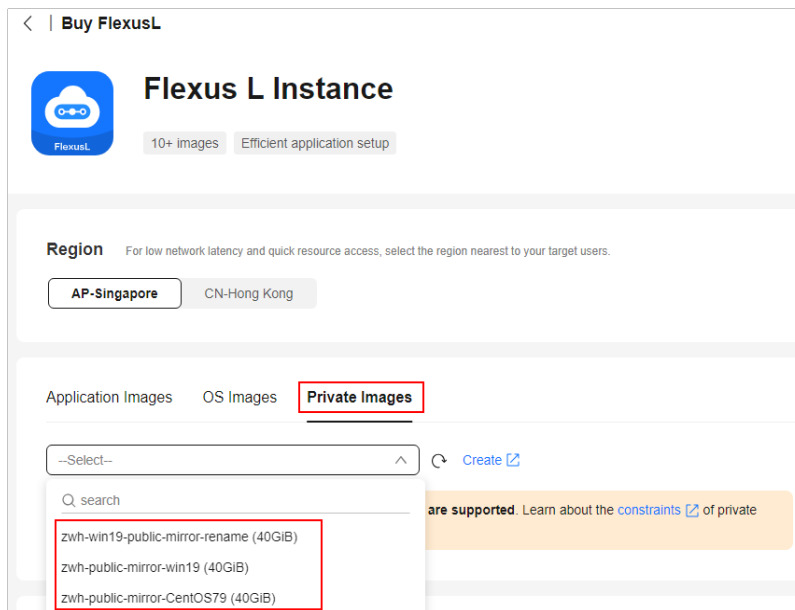 Buy FlexusL
Flexus L Instance
10+ images Efficient application setup
FlexusL
Region For low network latency and quick resource access, select the region nearest to your target users.
AP-Singapore CN-Hong Kong
Application Images OS Images Private Images
--Select-- Create
search
are supported. Learn about the constraints of private
zwh-win19-public-mirror-rename (40GiB)
zwh-public-mirror-win19 (40GiB)
zwh-public-mirror-CentOS79 (40GiB)